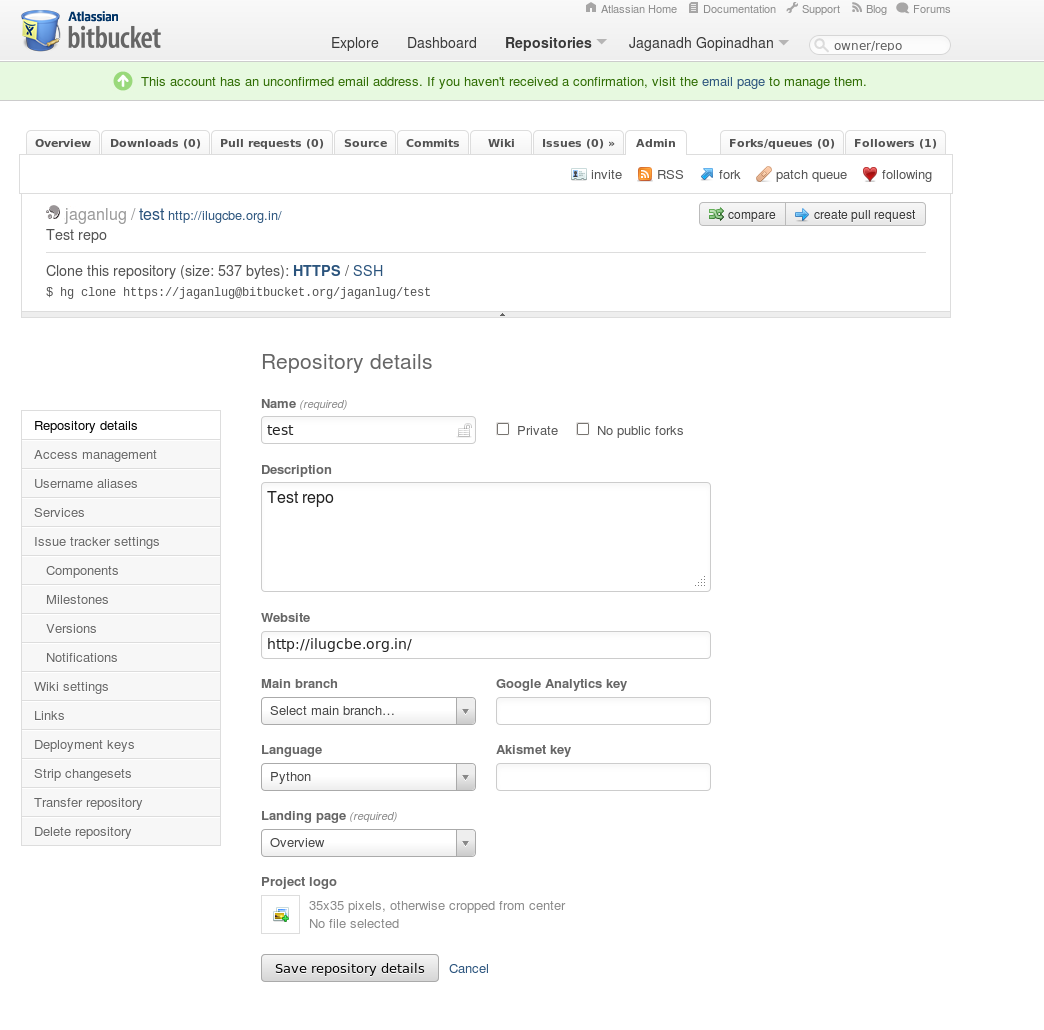 Atlassian Home Documentation Support Blog Forums
Atlassian
bitbucket
Explore Dashboard Repositories Jaganadh Gopinadhan owner/repo
This account has an unconfirmed email address. If you haven't received a confirmation, visit the email page to manage them.
Overview Downloads (0) Pull requests (0) Source Commits Wiki Issues (0) » Admin Forks/queues (0) Followers (1)
invite RSS fork patch queue following
jaganlug / test http://ilugcbe.org.in/ compare create pull request
Test repo
Clone this repository (size: 537 bytes): HTTPS / SSH
$ hg clone https://jaganlug@bitbucket.org/jaganlug/test
Repository details
Access management
Username aliases
Services
Issue tracker settings
Components
Milestones
Versions
Notifications
Wiki settings
Links
Deployment keys
Strip changesets
Transfer repository
Delete repository
Repository details
Name (required)
test Private No public forks
Description
Test repo
Website
http://ilugcbe.org.in/
Main branch Google Analytics key
Select main branch...
Language Akismet key
Python
Landing page (required)
Overview
Project logo
35x35 pixels, otherwise cropped from center
No file selected
Save repository details Cancel